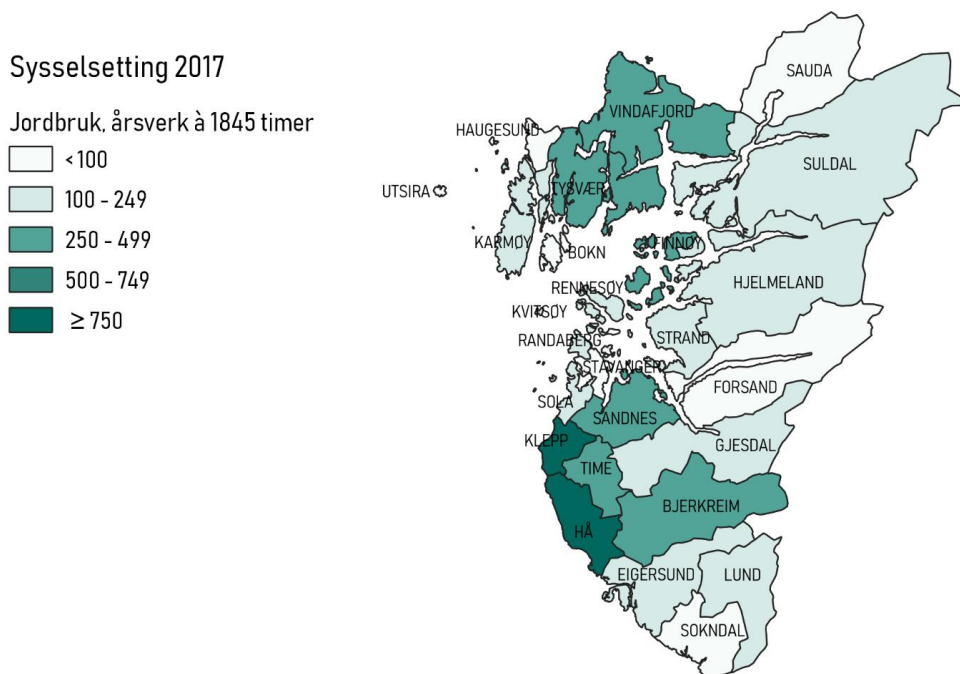 Sysselsetting 2017
Jordbruk, årsverk à 1845 timer
<100
100 - 249
250 - 499
500 - 749
≥ 750
SAUDA
VINDAFJORD
HAUGESUND
SULDAL
UTSIRA
TYSVÆR
KARMØY
BOKN
FINNØY
HJELMELAND
RENNESØY
KVITSØY
STRAND
RANDABERG
STAVANGER
FORSAND
SOLA
SANDNES
KLEPP
GJESDAL
TIME
BJERKREIM
HÅ
EIGERSUND
LUND
SOKNDAL